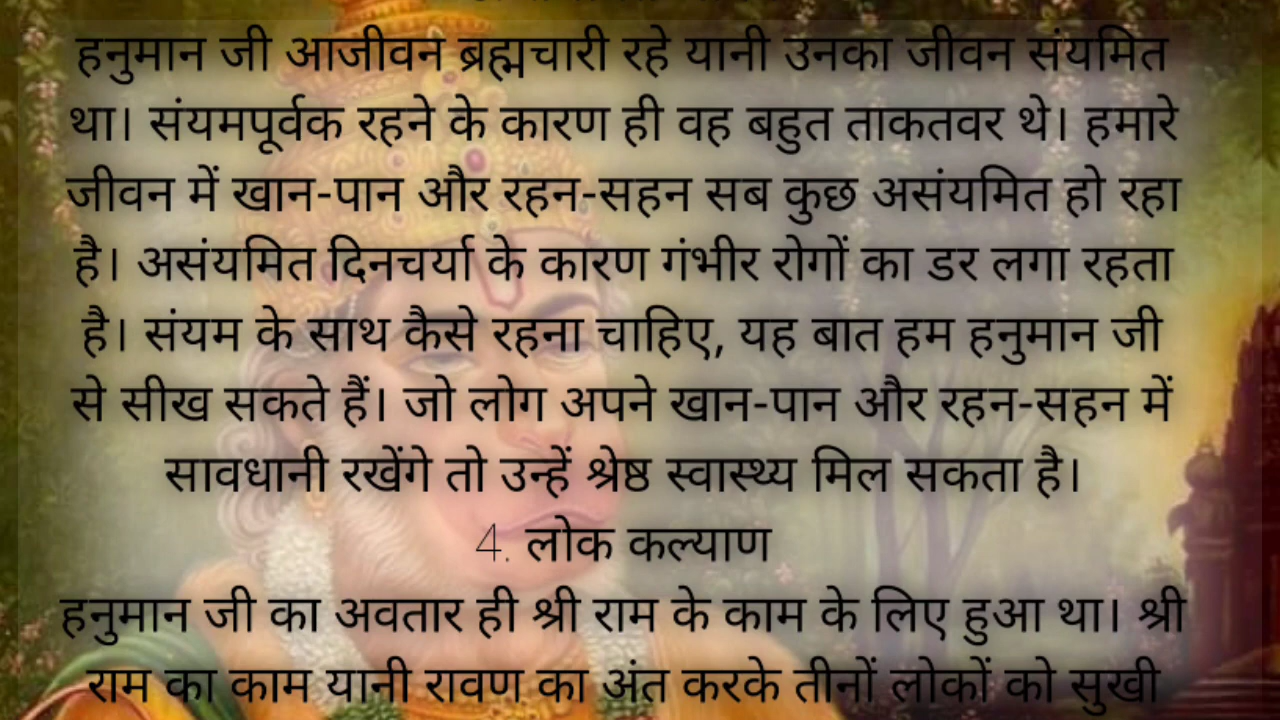 हनुमान जी आजीवन ब्रह्मचारी रहे यानी उनका जीवन संयमित
था। संयमपूर्वक रहने के कारण ही वह बहुत ताकतवर थे। हमारे
जीवन में खान-पान और रहन-सहन सब कुछ असंयमित हो रहा
है। असंयमित दिनचर्या के कारण गंभीर रोगों का डर लगा रहता
है। संयम के साथ कैसे रहना चाहिए, यह बात हम हनुमान जी
से सीख सकते हैं। जो लोग अपने खान-पान और रहन-सहन में
सावधानी रखेंगे तो उन्हें श्रेष्ठ स्वास्थ्य मिल सकता है।
4. लोक कल्याण
हनुमान जी का अवतार ही श्री राम के काम के लिए हुआ था। श्री
राम का काम यानी रावण का अंत करके तीनों लोकों को सुखी